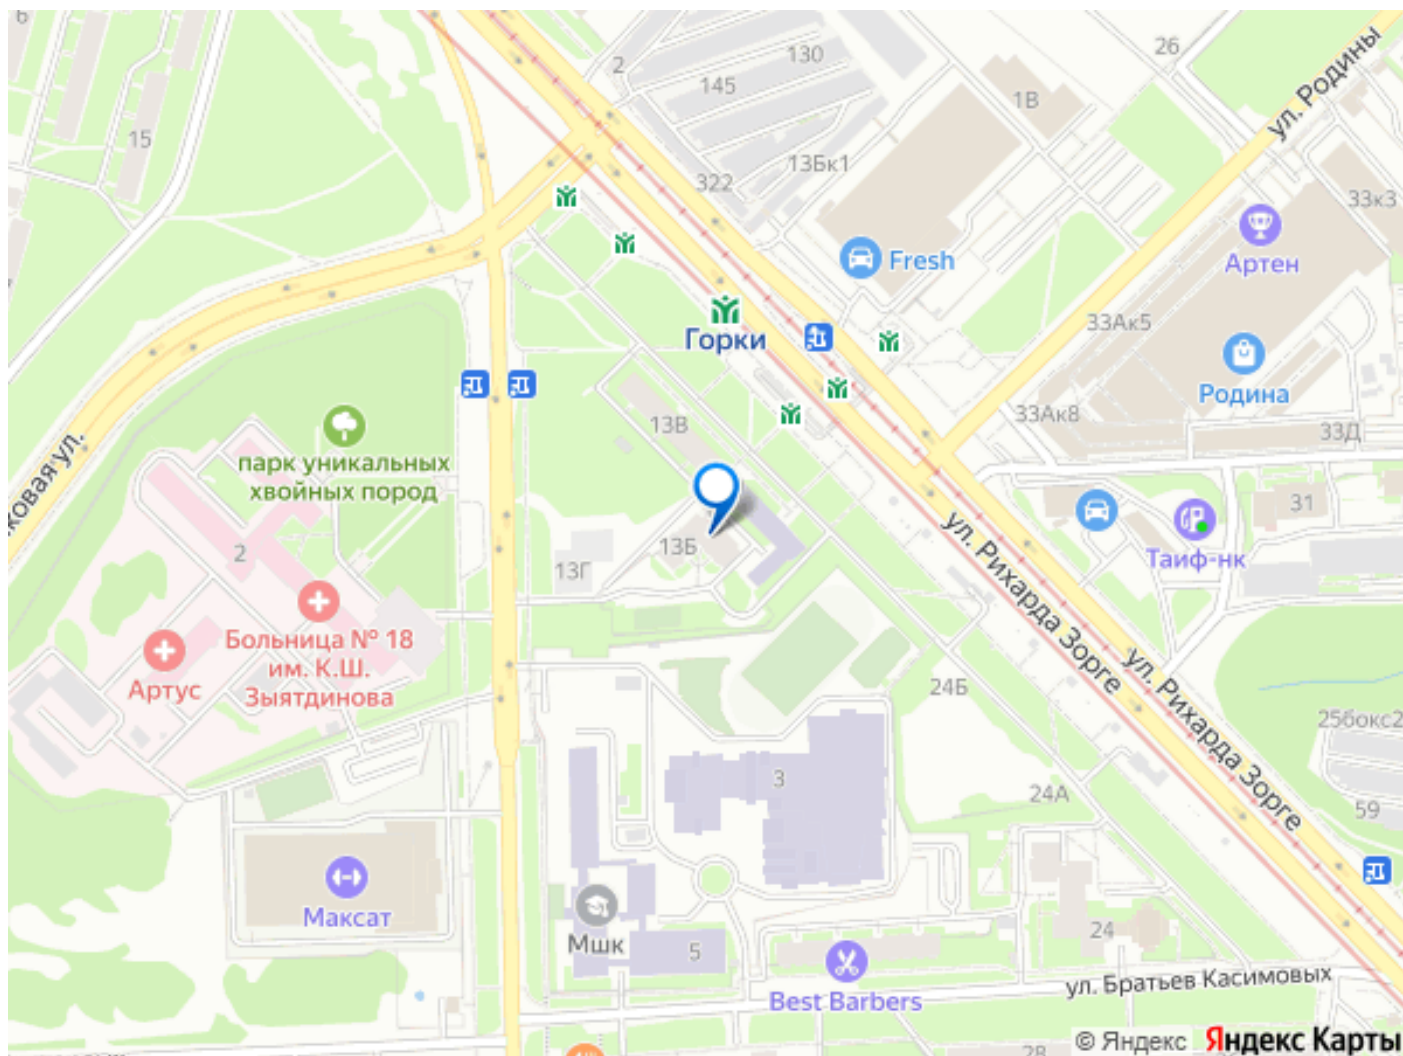 6
26
130
2
ул. Родины
145
1В
15
13Бк1
322
33к3
Fresh
Артен
Горки
33Ак5
Родина
33Ак8
13В
33Д
парк уникальных
хвойных пород
ковая ул.
31
ул. Рихарда Зорге
13Б
2
13Г
Таиф-нк
Больница № 18
им. К.Ш.
Зыятдинова
Артус
ул. Рихарда Зорге
24Б
25бокс2
3
24А
59
Максат
Мшк
24
5
ул. Братьев Касимовых
Best Barbers
28
© Яндекс Яндекс Карты